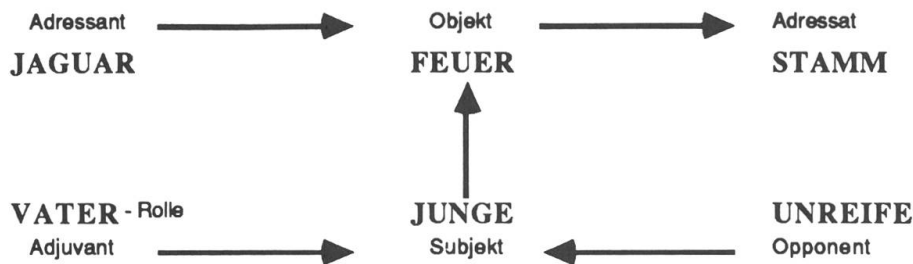 Adressant Objekt Adressat
JAGUAR FEUER STAMM
VATER - Rolle JUNGE UNREIFE
Adjuvant Subjekt Opponent